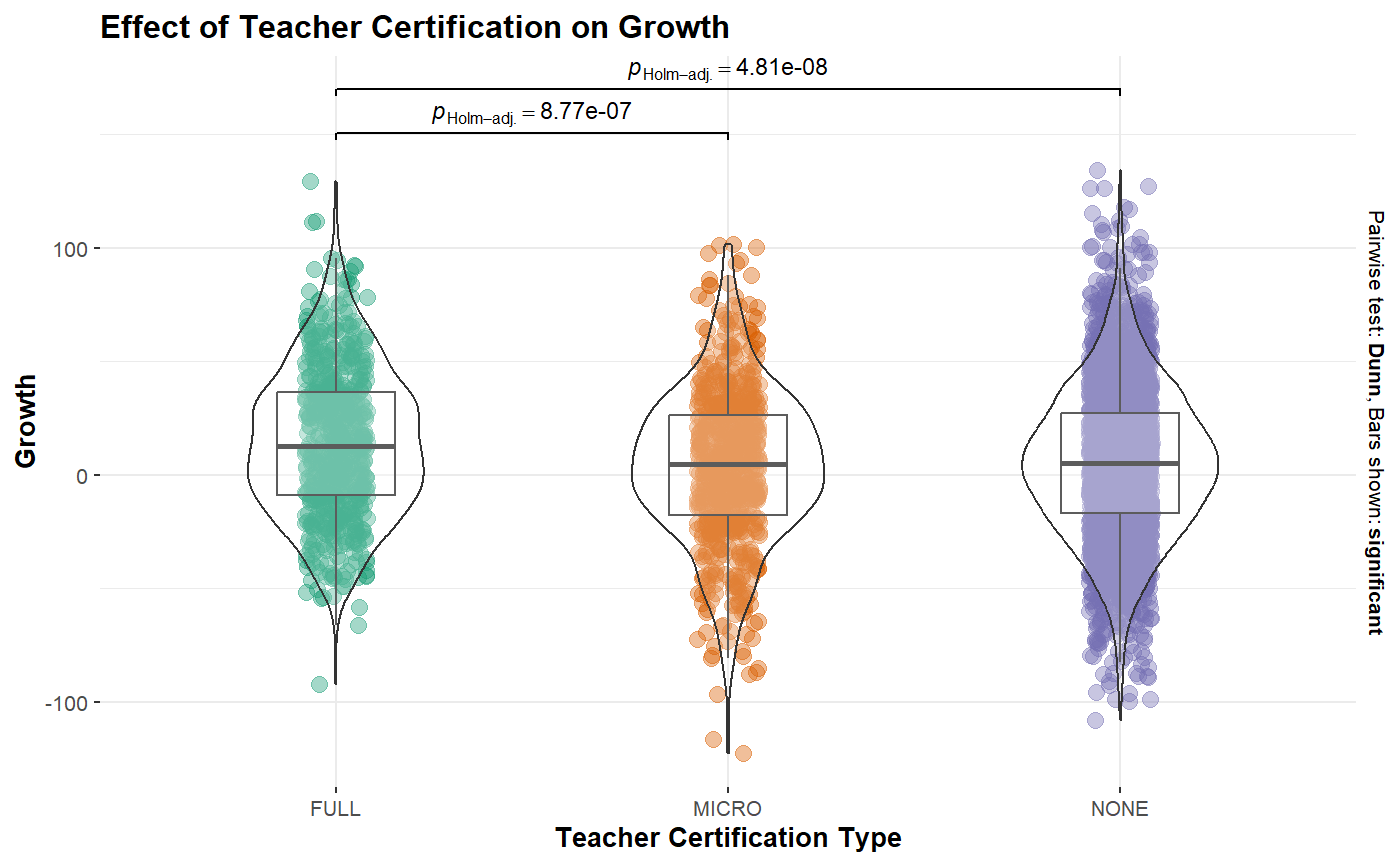 Effect of Teacher Certification on Growth
pHolm–adj. = 4.81e-08
pHolm–adj. = 8.77e-07
100
0
-100
Growth
FULL
MICRO
NONE
Teacher Certification Type
Pairwise test: Dunn, Bars shown: significant